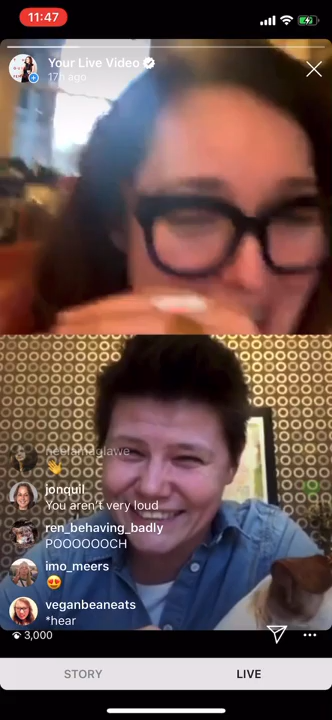 11:47
Your Live Video
17h ago
neelamaglawe
👋
jonquil
You aren't very loud
ren_behaving_badly
POOOOOOCH
imo_meers
😍
veganbeaneats
*hear
3,000
STORY
LIVE